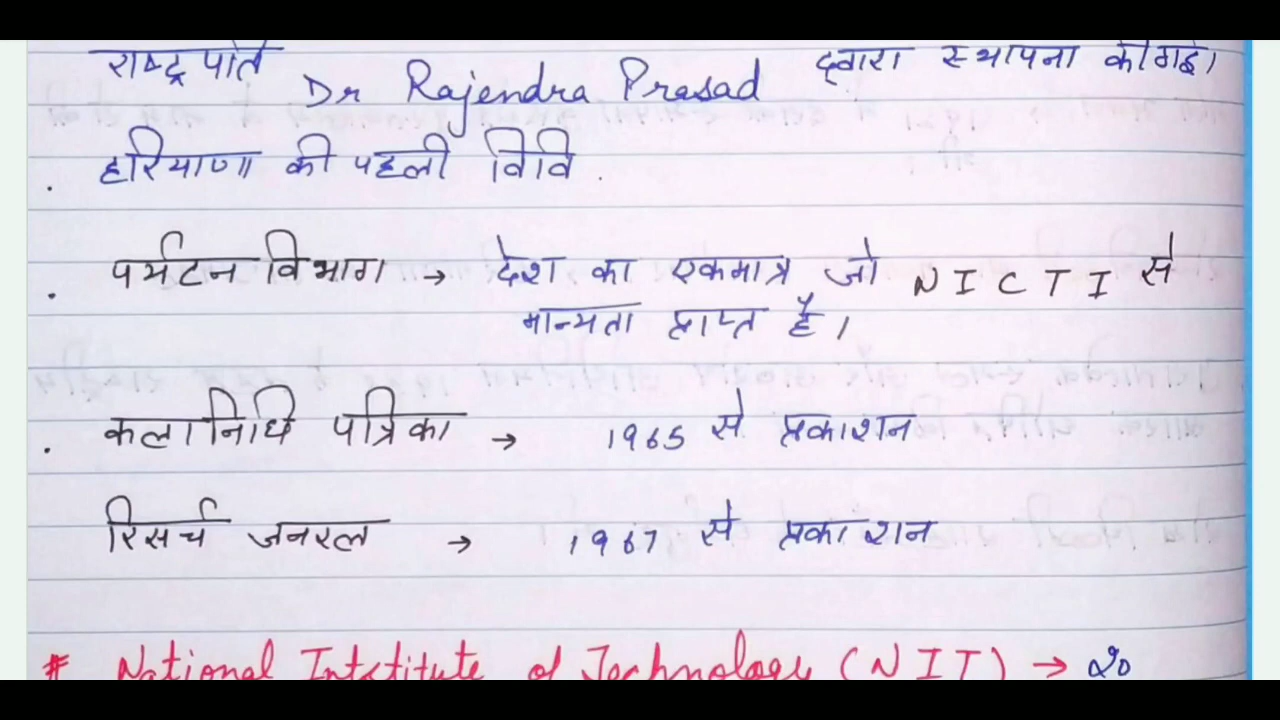 राष्ट्रपति Dr Rajendra Prasad द्वारा स्थापना की गई।
. हरियाणा की पहली विवि.
. पर्यटन विभाग → देश का एकमात्र जो NICTI से
मान्यता प्राप्त है।
. कलानिधि पत्रिका → 1965 से प्रकाशन
रिसर्च जनरल → 1967 से प्रकाशन
# National Intstitute of Technology (NIT) →